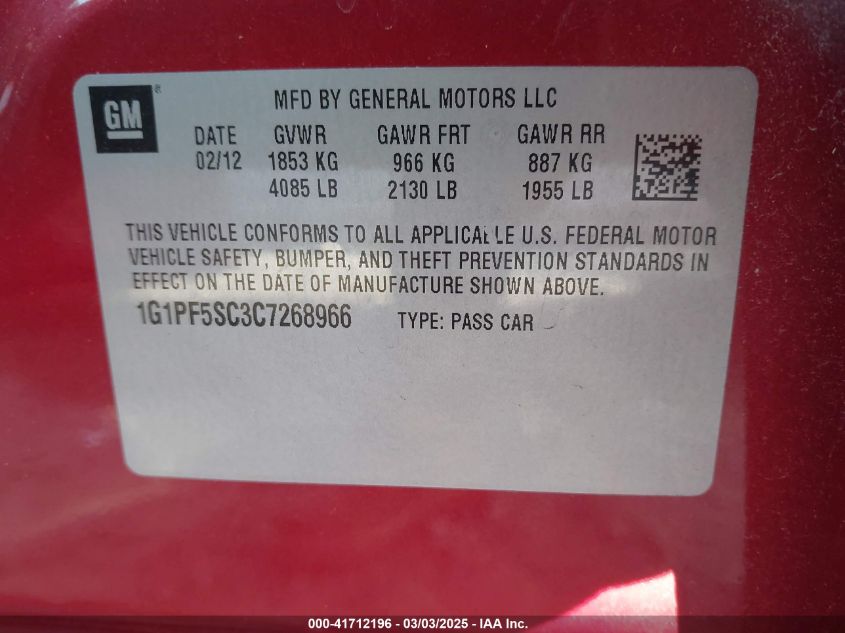 GM ®
MFD BY GENERAL MOTORS LLC
DATE GVWR GAWR FRT GAWR RR
02/12 1853 KG 966 KG 887 KG
4085 LB 2130 LB 1955 LB
THIS VEHICLE CONFORMS TO ALL APPLICABLE U.S. FEDERAL MOTOR
VEHICLE SAFETY, BUMPER, AND THEFT PREVENTION STANDARDS IN
EFFECT ON THE DATE OF MANUFACTURE SHOWN ABOVE.
1G1PF5SC3C7268966 TYPE: PASS CAR
000-41712196 - 03/03/2025 - IAA Inc.